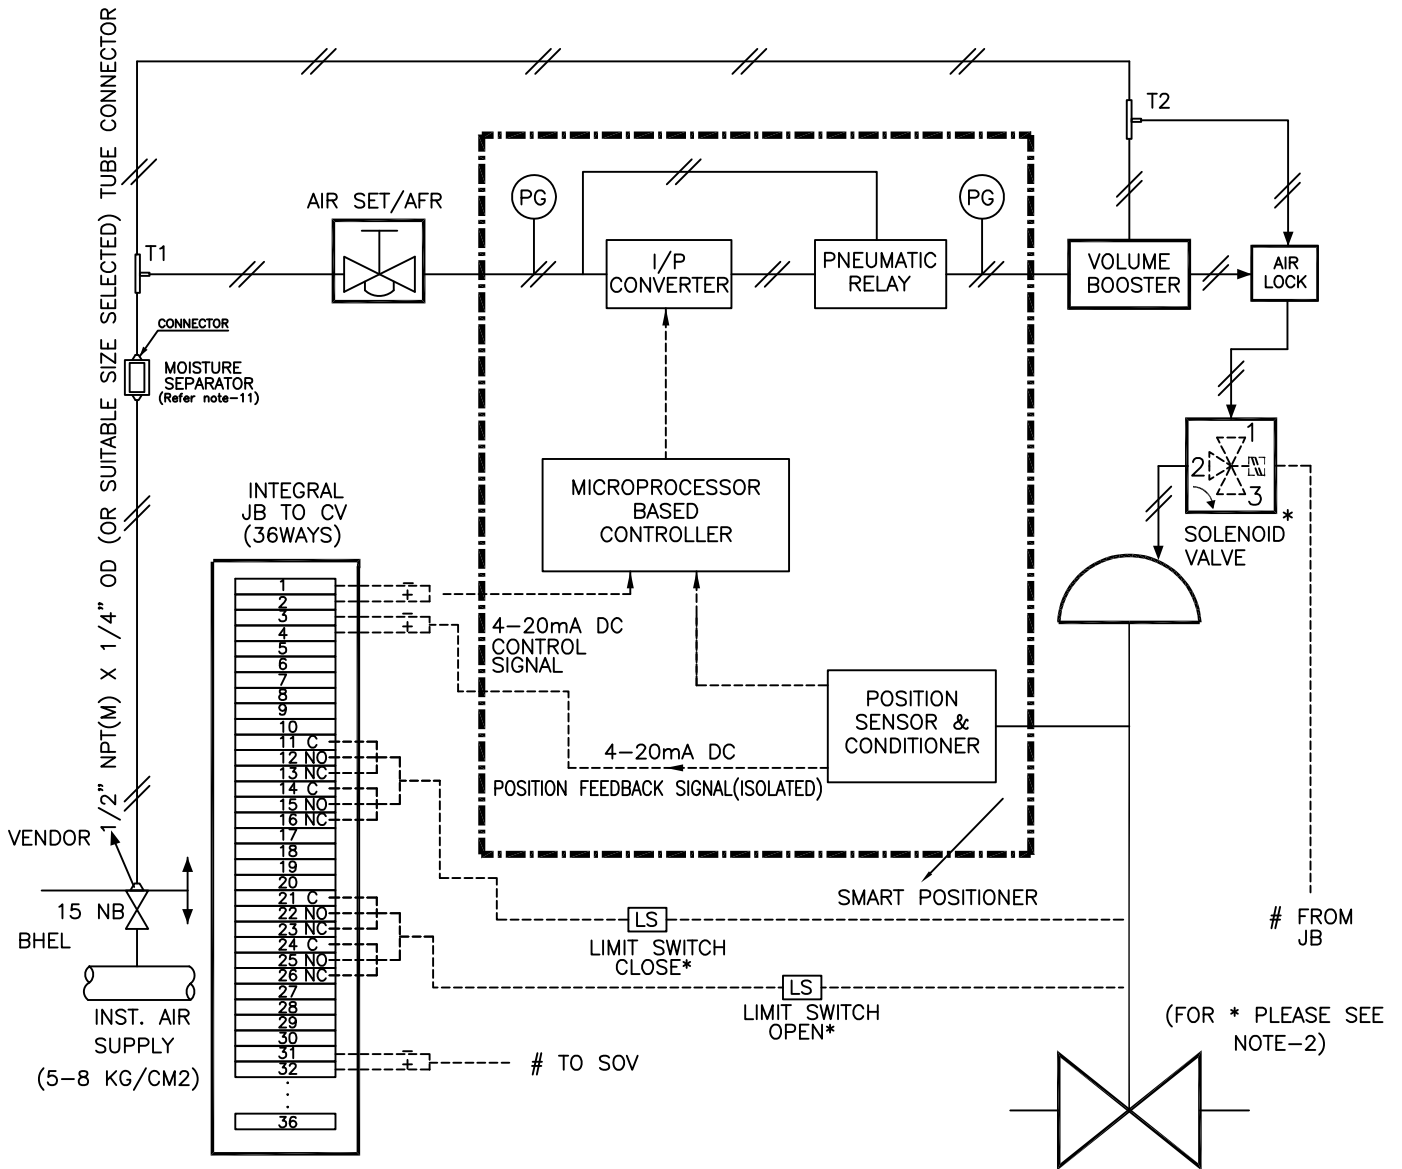 1/2" NPT(M) X 1/4" OD (OR SUITABLE SIZE SELECTED) TUBE CONNECTOR
T2
AIR SET/AFR
PG
PG
T1
I/P
CONVERTER
PNEUMATIC
RELAY
VOLUME
BOOSTER
AIR
LOCK
CONNECTOR
MOISTURE
SEPARATOR
(Refer note-11)
1
2
3
*
SOLENOID
VALVE
INTEGRAL
JB TO CV
(36WAYS)
MICROPROCESSOR
BASED
CONTROLLER
1 -
2 +
3 -
4 +
5
6
7
8
9
10
11 C
12 NO
13 NC
14 C
15 NO
16 NC
17
18
19
20
21 C
22 NO
23 NC
24 C
25 NO
26 NC
27
28
29
30
31 -
32 +
36
4-20mA DC
CONTROL
SIGNAL
POSITION
SENSOR &
CONDITIONER
4-20mA DC
POSITION FEEDBACK SIGNAL(ISOLATED)
SMART POSITIONER
VENDOR
15 NB
BHEL
INST. AIR
SUPPLY
(5-8 KG/CM2)
LS
LIMIT SWITCH
CLOSE*
LS
LIMIT SWITCH
OPEN*
# TO SOV
# FROM
JB
(FOR * PLEASE SEE
NOTE-2)